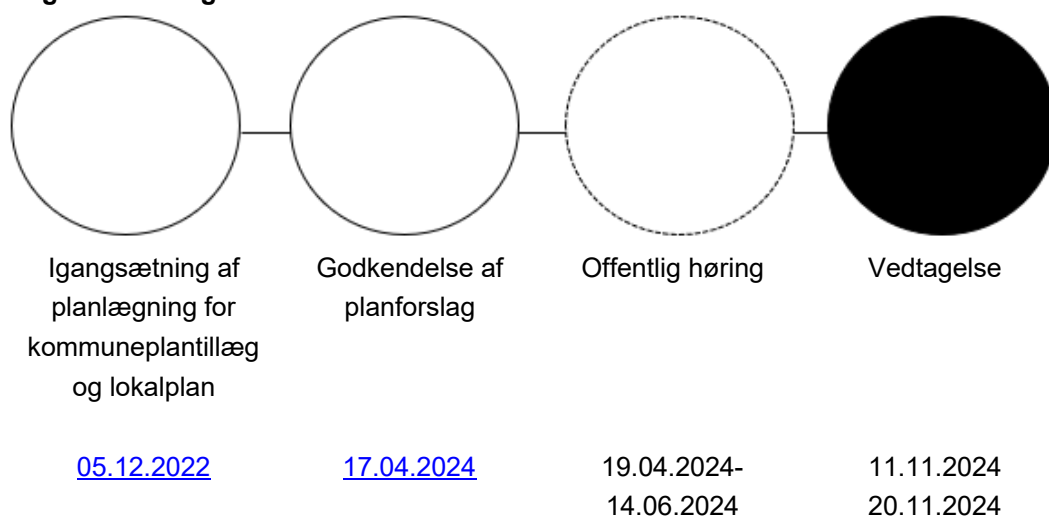 Igangsætning af
planlægning for
kommuneplantillæg
og lokalplan
Godkendelse af
planforslag
Offentlig høring
Vedtagelse
05.12.2022
17.04.2024
19.04.2024-
14.06.2024
11.11.2024
20.11.2024